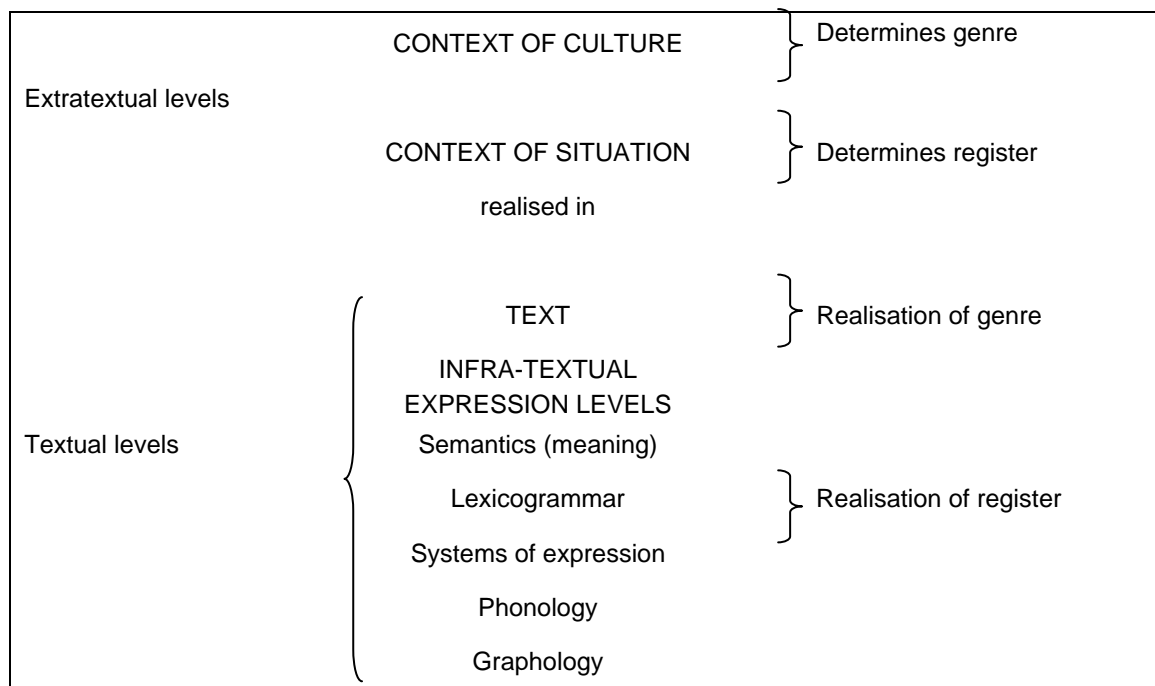 CONTEXT OF CULTURE
Determines genre
Extratextual levels
CONTEXT OF SITUATION
Determines register
realised in
TEXT
Realisation of genre
INFRA-TEXTUAL
EXPRESSION LEVELS
Textual levels
Semantics (meaning)
Lexicogrammar
Realisation of register
Systems of expression
Phonology
Graphology